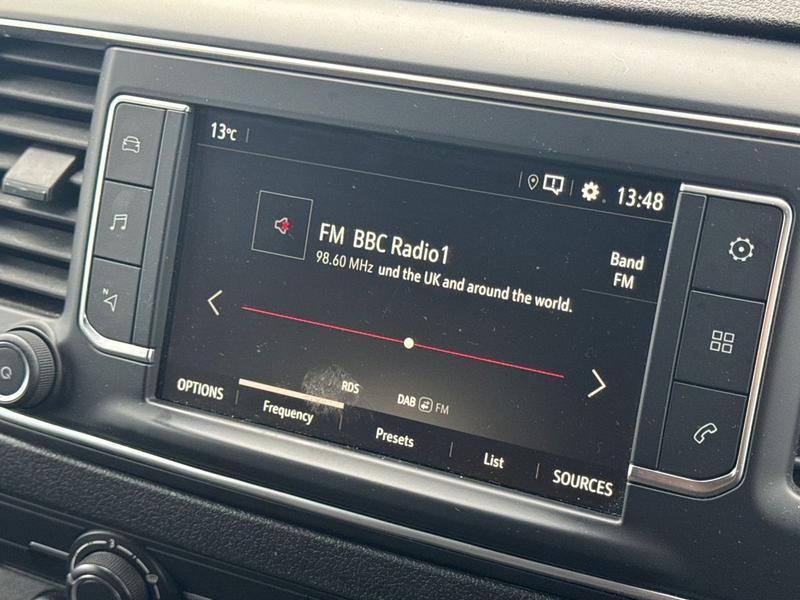 13°C
13:48
FM BBC Radio1
98.60 MHz und the UK and around the world.
Band
FM
N
RDS
DAB FM
OPTIONS
Frequency
Presets
List
SOURCES